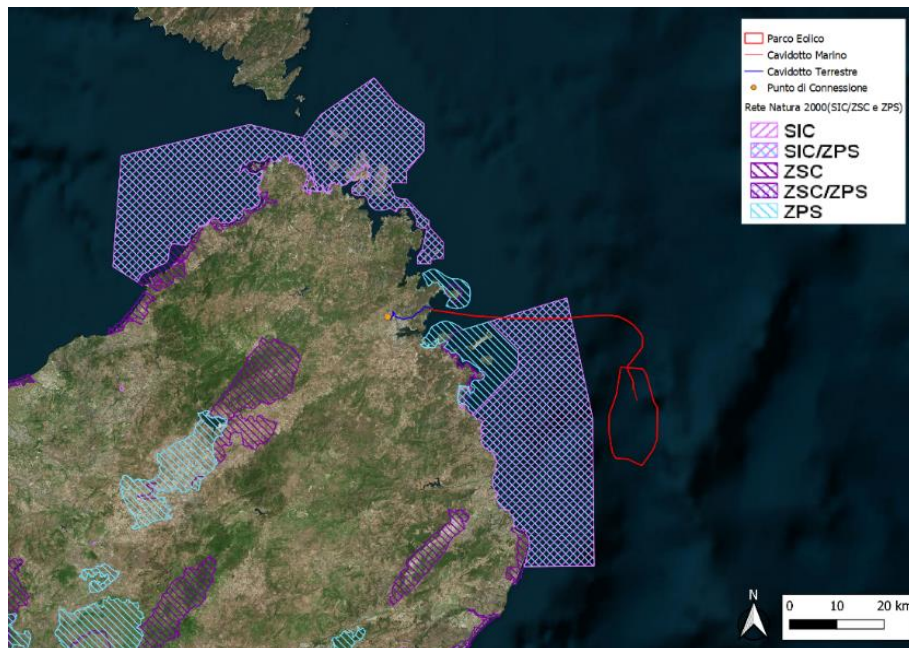 Parco Eolico
Cavidotto Marino
Cavidotto Terrestre
Punto di Connessione
Rete Natura 2000(SIC/ZSC e ZPS)
SIC
SIC/ZPS
ZSC
ZSC/ZPS
ZPS
N
0 10 20 km